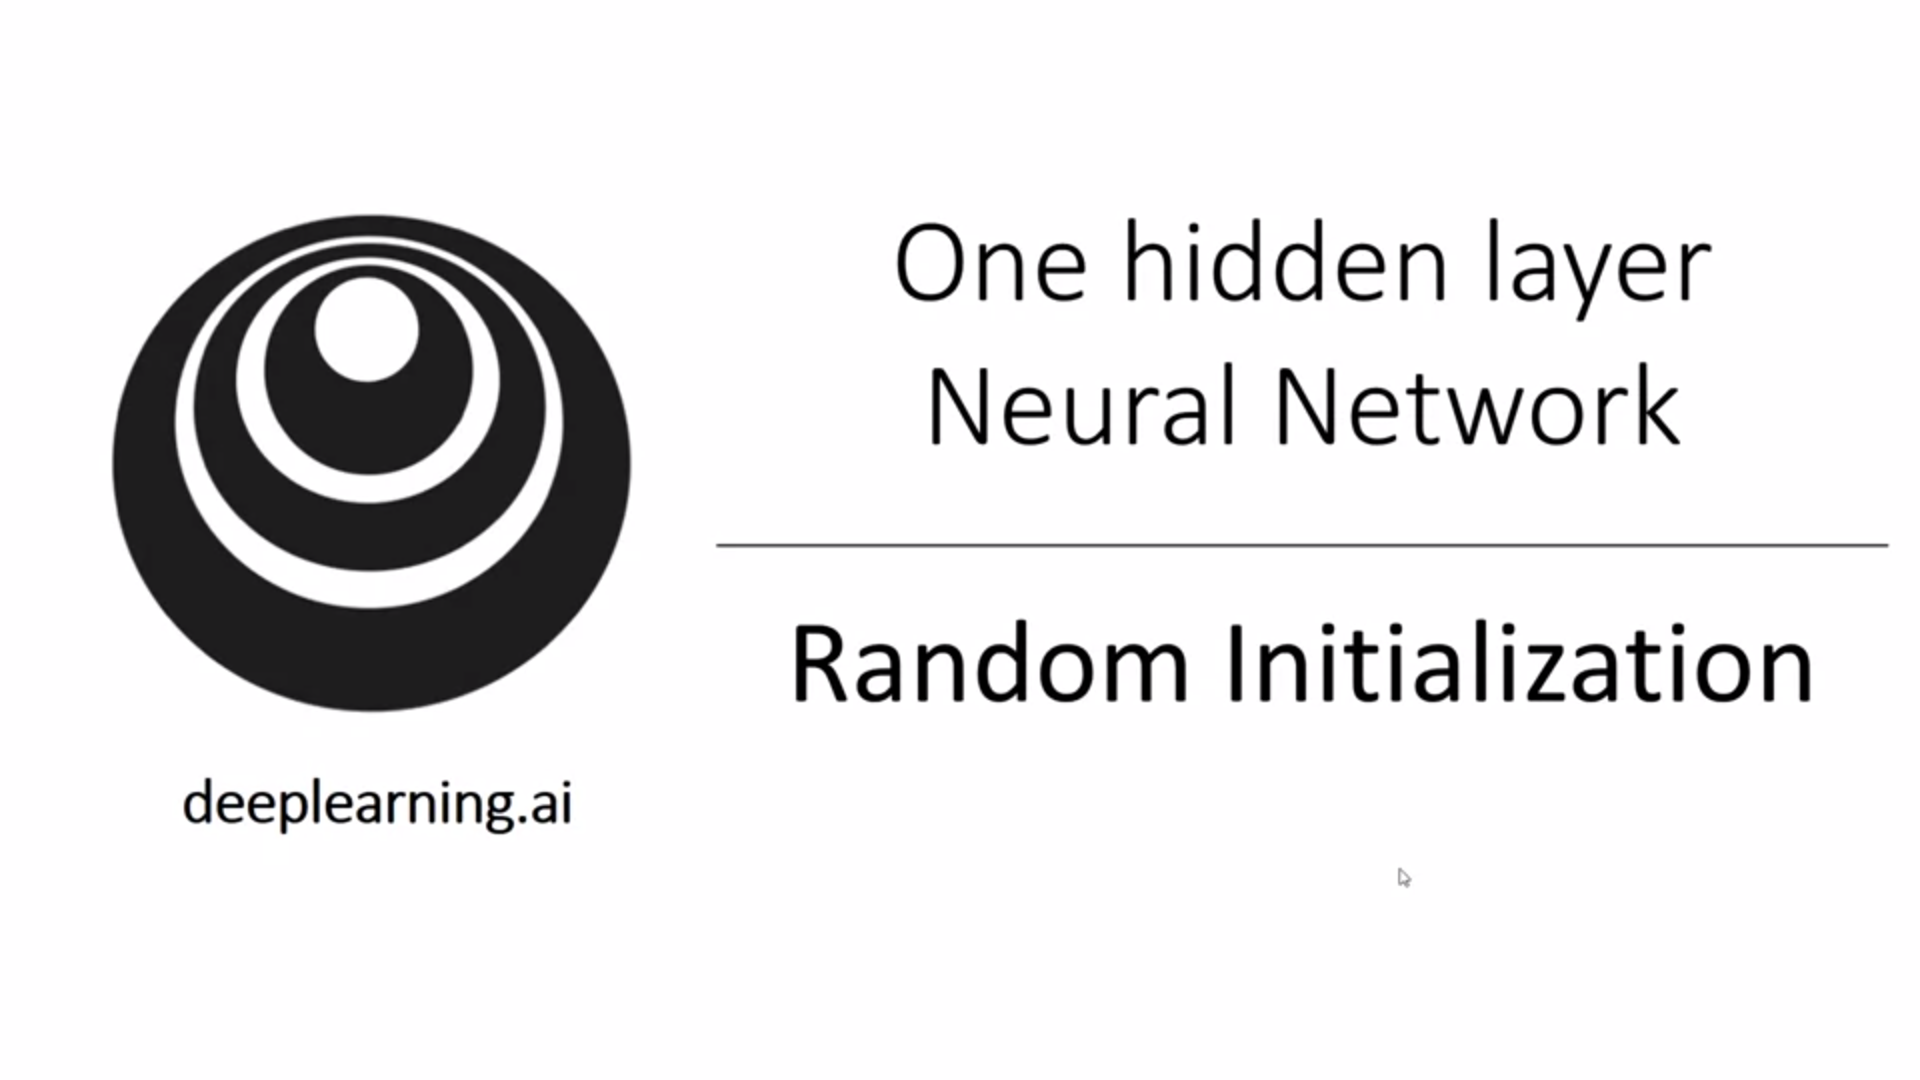 One hidden layer
Neural Network
Random Initialization
deeplearning.ai